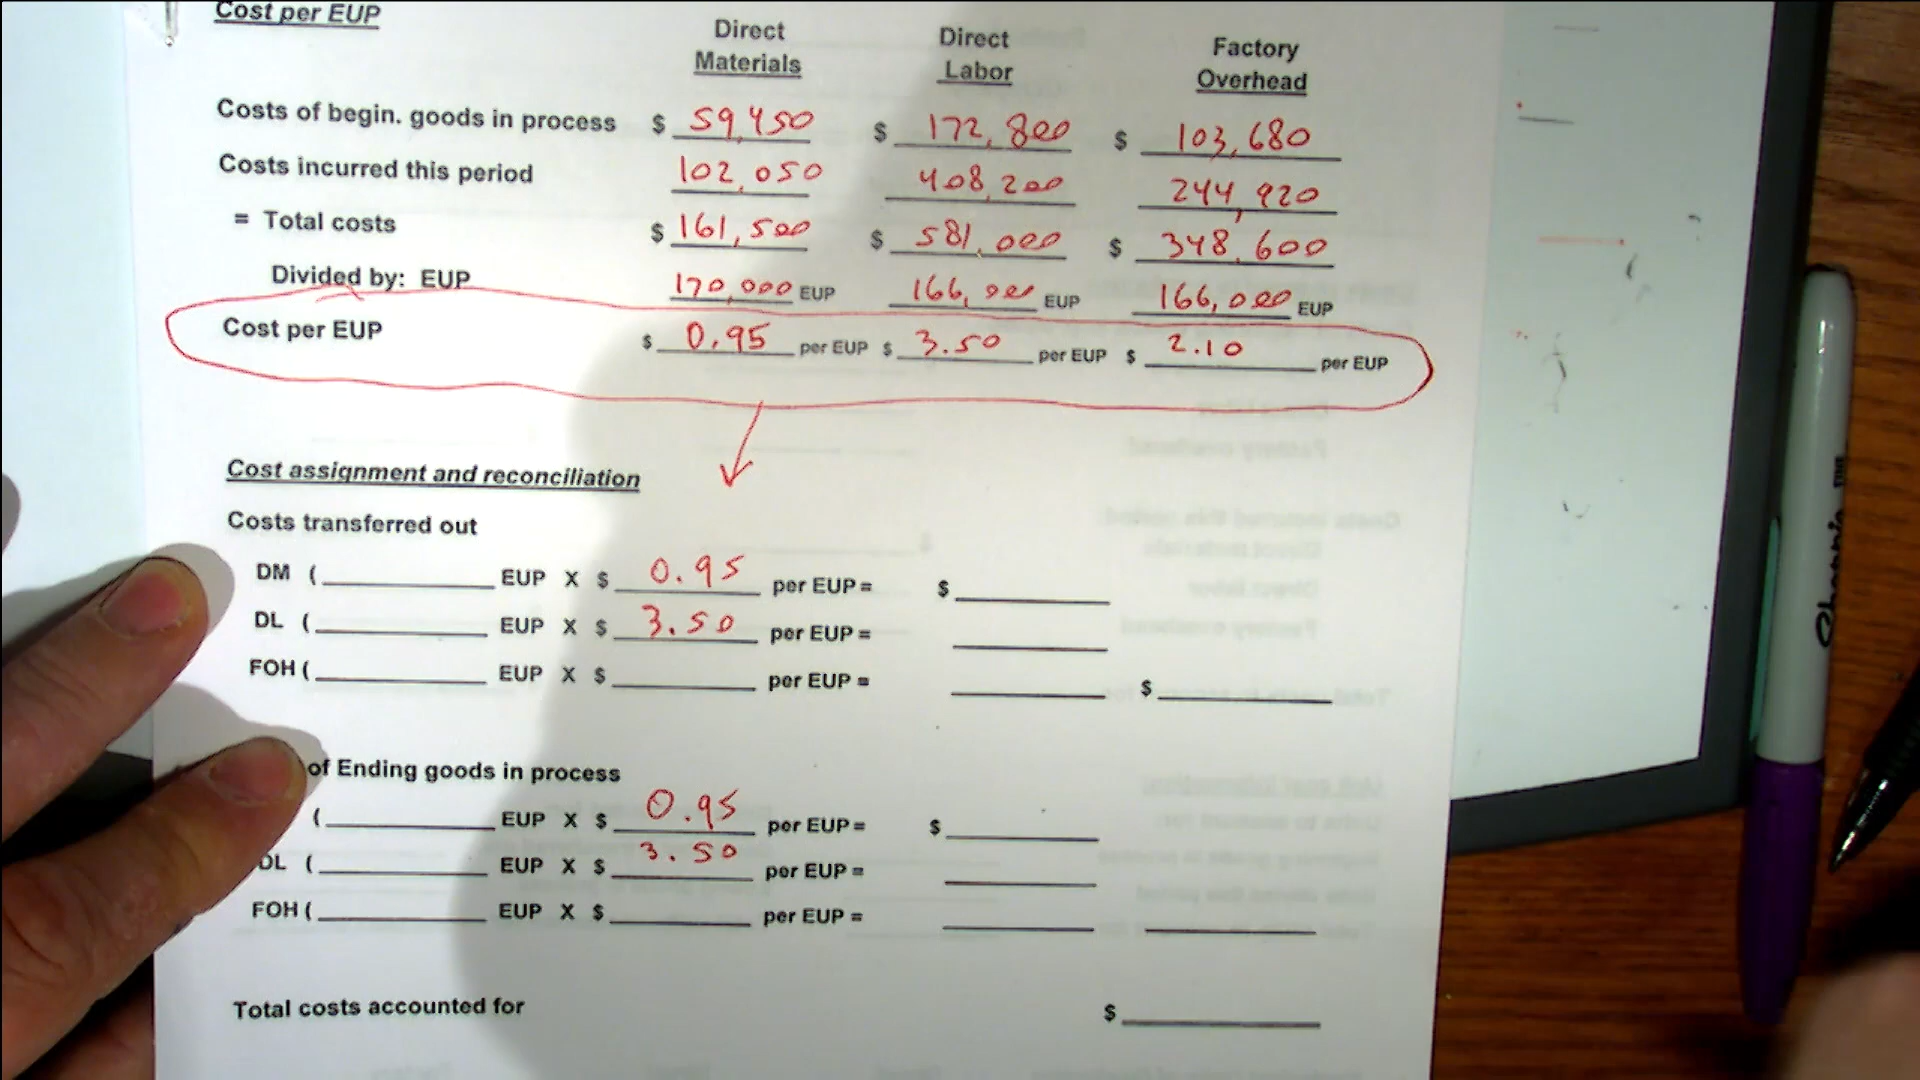 Cost per EUP
Direct Materials Direct Labor Factory Overhead
Costs of begin. goods in process $ 59,450 $ 172,800 $ 103,680
Costs incurred this period 102,050 408,200 244,920
= Total costs $ 161,500 $ 581,000 $ 348,600
Divided by: EUP 170,000 EUP 166,000 EUP 166,000 EUP
Cost per EUP $ 0.95 per EUP $ 3.50 per EUP $ 2.10 per EUP
Cost assignment and reconciliation
Costs transferred out
DM ( EUP X $ 0.95 per EUP = $
DL ( EUP X $ 3.50 per EUP =
FOH ( EUP X $ per EUP = $
of Ending goods in process
( EUP X $ 0.95 per EUP = $
DL ( EUP X $ 3.50 per EUP =
FOH ( EUP X $ per EUP =
Total costs accounted for $
Sharpie